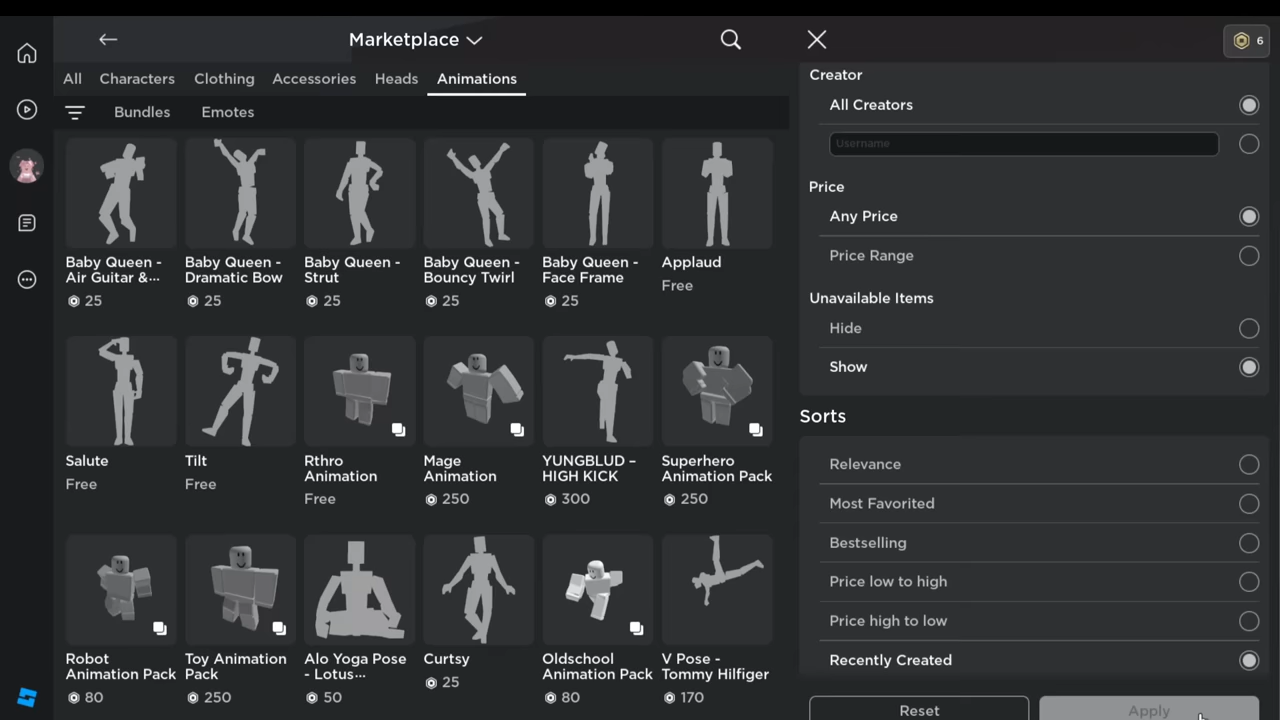 Marketplace
6
All Characters Clothing Accessories Heads Animations
Bundles Emotes
Baby Queen -
Air Guitar &...
25
Baby Queen -
Dramatic Bow
25
Baby Queen -
Strut
25
Baby Queen -
Bouncy Twirl
25
Baby Queen -
Face Frame
25
Applaud
Free
Salute
Free
Tilt
Free
Rthro
Animation
Free
Mage
Animation
250
YUNGBLUD –
HIGH KICK
300
Superhero
Animation Pack
250
Robot
Animation Pack
80
Toy Animation
Pack
250
Alo Yoga Pose
- Lotus...
50
Curtsy
25
Oldschool
Animation Pack
80
V Pose -
Tommy Hilfiger
170
Creator
All Creators
Username
Price
Any Price
Price Range
Unavailable Items
Hide
Show
Sorts
Relevance
Most Favorited
Bestselling
Price low to high
Price high to low
Recently Created
Reset
Apply